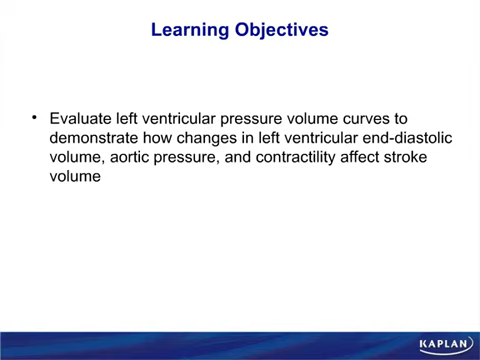 Learning Objectives
• Evaluate left ventricular pressure volume curves to
demonstrate how changes in left ventricular end-diastolic
volume, aortic pressure, and contractility affect stroke
volume
KAPLAN